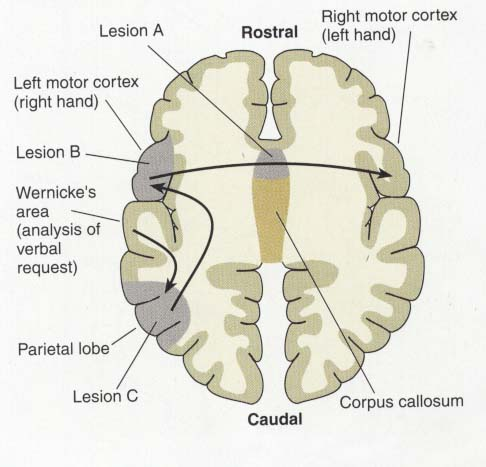 Lesion A
Rostral
Right motor cortex
(left hand)
Left motor cortex
(right hand)
Lesion B
Wernicke's
area
(analysis of
verbal
request)
Parietal lobe
Lesion C
Caudal
Corpus callosum